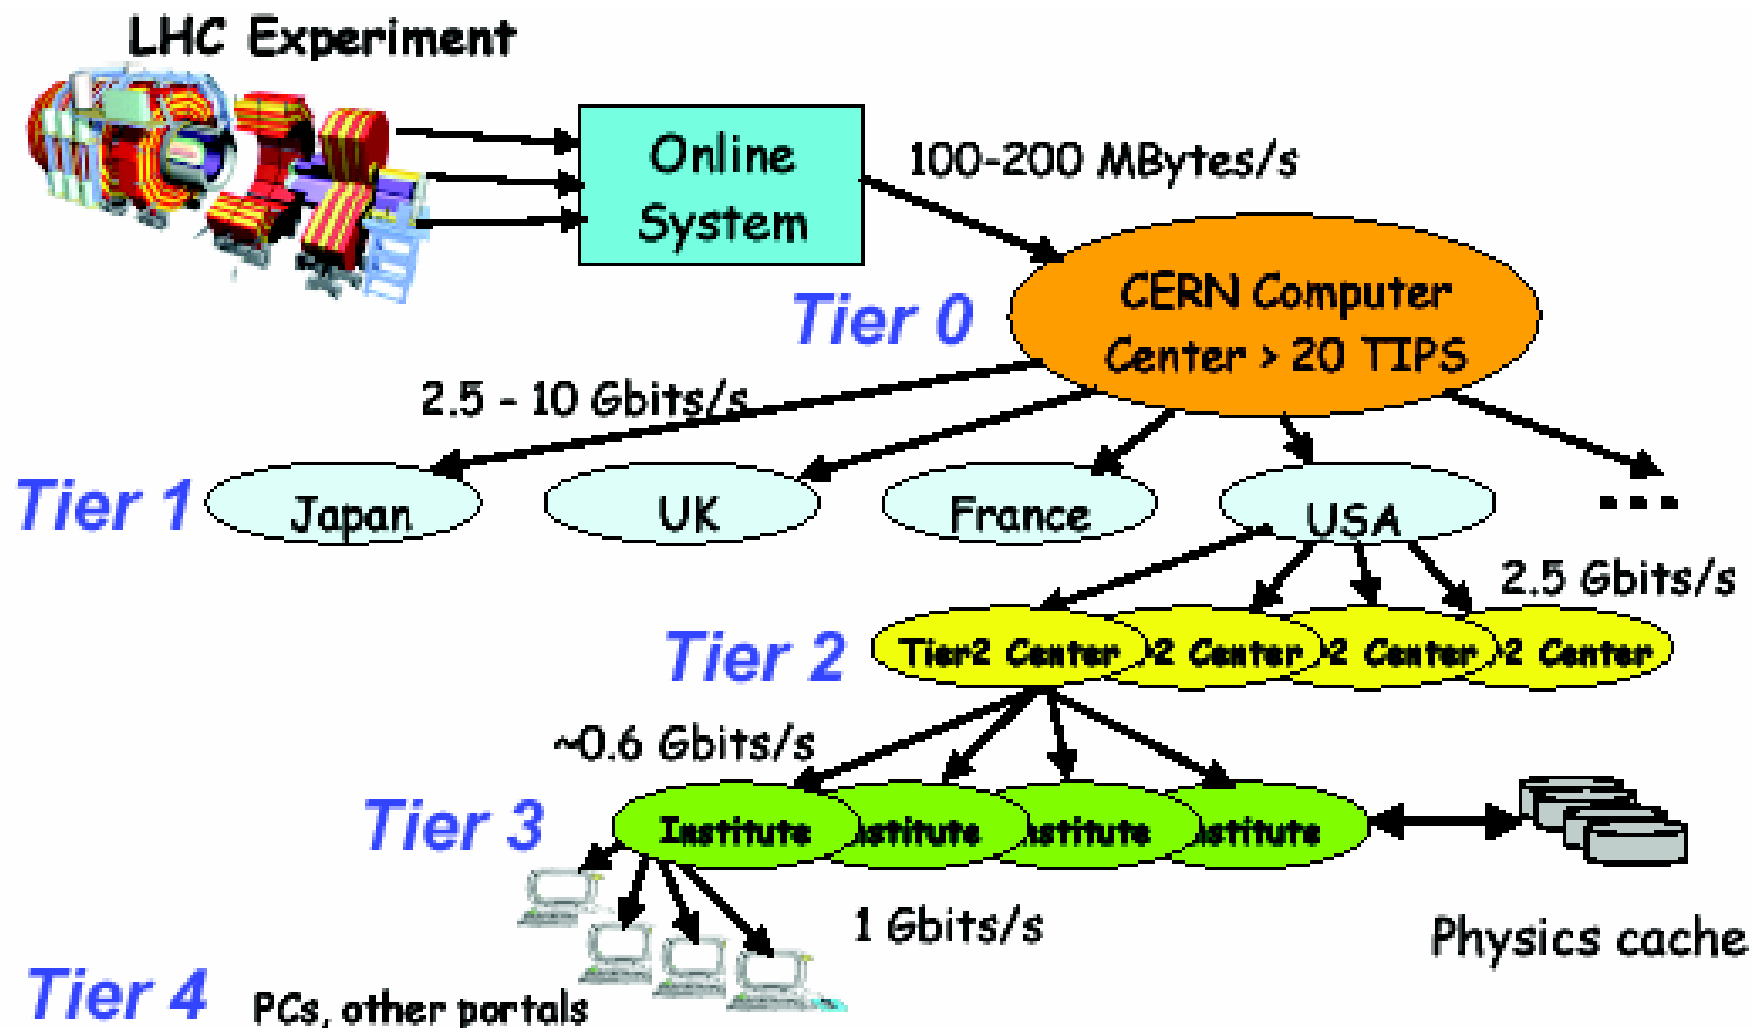 LHC Experiment
Online
System
100-200 MBytes/s
Tier 0
CERN Computer
Center > 20 TIPS
2.5 - 10 Gbits/s
Tier 1
Japan
UK
France
USA
...
2.5 Gbits/s
Tier 2
Tier2 Center
2 Center
2 Center
2 Center
~0.6 Gbits/s
Tier 3
Institute
nstitute
nstitute
stitute
1 Gbits/s
Physics cache
Tier 4
PCs, other portals